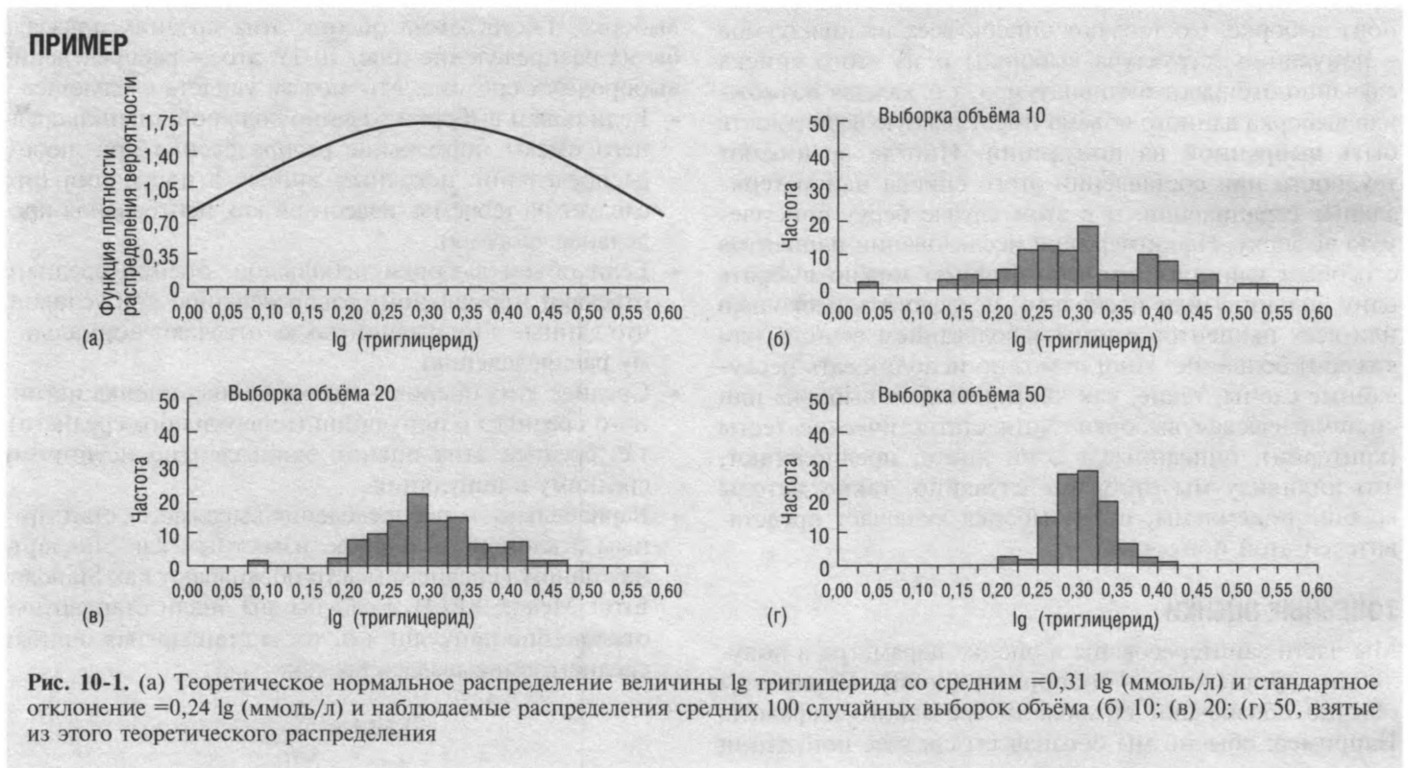 ПРИМЕР
Функция плотности
распределения вероятности
1,75
1,40
1,05
0,70
0,35
0
0,00 0,05 0,10 0,15 0,20 0,25 0,30 0,35 0,40 0,45 0,50 0,55 0,60
(а)
lg (триглицерид)
Выборка объёма 10
Частота
50
40
30
20
10
0
0,00 0,05 0,10 0,15 0,20 0,25 0,30 0,35 0,40 0,45 0,50 0,55 0,60
(б)
lg (триглицерид)
Выборка объёма 20
Частота
50
40
30
20
10
0
0,00 0,05 0,10 0,15 0,20 0,25 0,30 0,35 0,40 0,45 0,50 0,55 0,60
(в)
lg (триглицерид)
Выборка объёма 50
Частота
50
40
30
20
10
0
0,00 0,05 0,10 0,15 0,20 0,25 0,30 0,35 0,40 0,45 0,50 0,55 0,60
(г)
lg (триглицерид)
Рис. 10-1. (а) Теоретическое нормальное распределение величины lg триглицерида со средним =0,31 lg (ммоль/л) и стандартное
отклонение =0,24 lg (ммоль/л) и наблюдаемые распределения средних 100 случайных выборок объёма (б) 10; (в) 20; (г) 50, взятые
из этого теоретического распределения